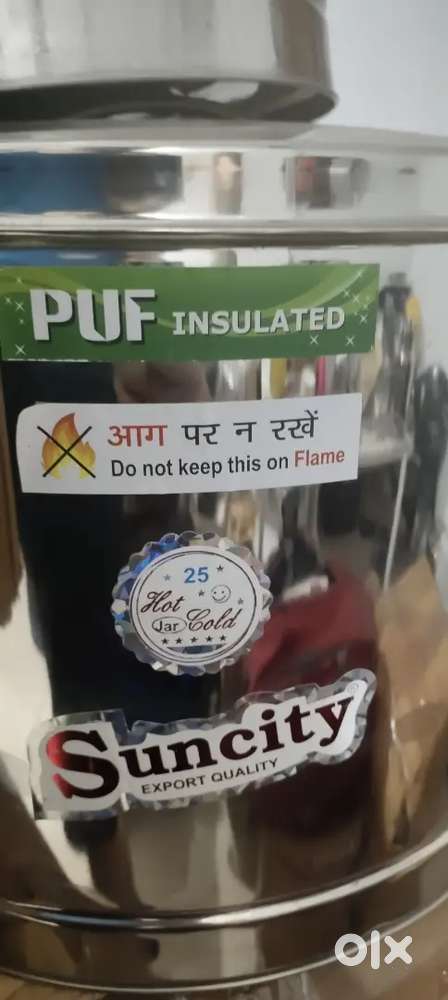 PUF INSULATED
आग पर न रखें
Do not keep this on Flame
25
Hot
Jar Cold
Suncity®
EXPORT QUALITY
olx